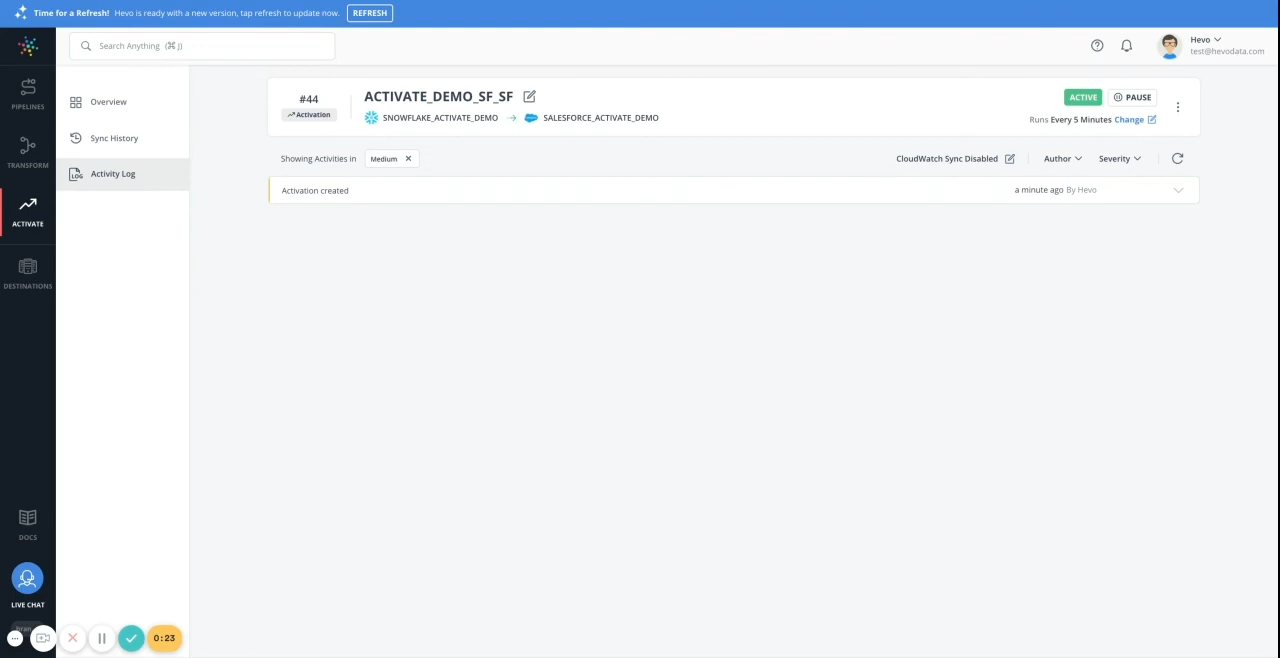 Time for a Refresh! Hevo is ready with a new version, tap refresh to update now. REFRESH
Search Anything (⌘ J)
Hevo
test@hevodata.com
PIPELINES
TRANSFORM
ACTIVATE
DESTINATIONS
DOCS
LIVE CHAT
Overview
Sync History
LOG Activity Log
#44
Activation
ACTIVATE_DEMO_SF_SF
SNOWFLAKE_ACTIVATE_DEMO → SALESFORCE_ACTIVATE_DEMO
ACTIVE PAUSE
Runs Every 5 Minutes Change
Showing Activities in Medium ✕
CloudWatch Sync Disabled Author Severity
Activation created a minute ago By Hevo
0:23